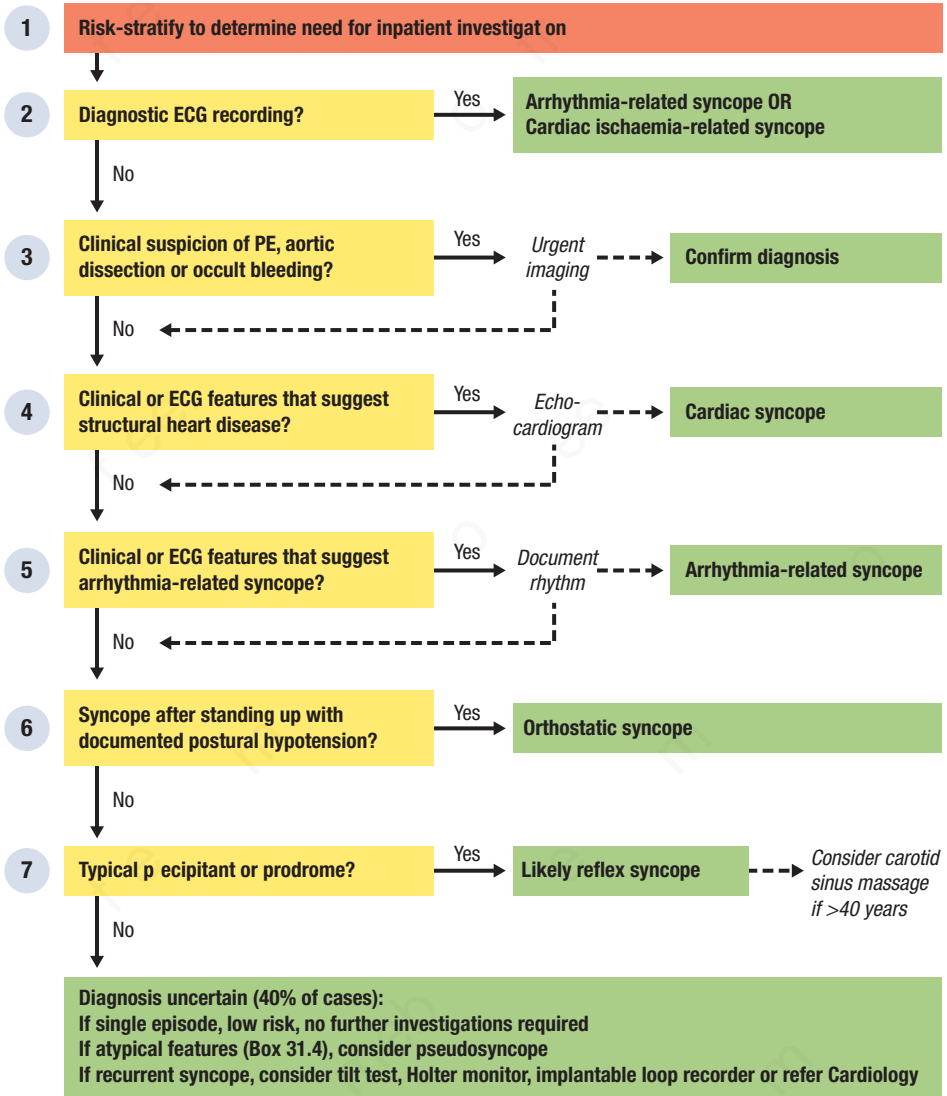 1
Risk-stratify to determine need for inpatient investigat on
2
Diagnostic ECG recording?
Yes
Arrhythmia-related syncope OR
Cardiac ischaemia-related syncope
No
3
Clinical suspicion of PE, aortic
dissection or occult bleeding?
Yes
Urgent
imaging
Confirm diagnosis
No
4
Clinical or ECG features that suggest
structural heart disease?
Yes
Echo-
cardiogram
Cardiac syncope
No
5
Clinical or ECG features that suggest
arrhythmia-related syncope?
Yes
Document
rhythm
Arrhythmia-related syncope
No
6
Syncope after standing up with
documented postural hypotension?
Yes
Orthostatic syncope
No
7
Typical p ecipitant or prodrome?
Yes
Likely reflex syncope
Consider carotid
sinus massage
if >40 years
No
Diagnosis uncertain (40% of cases):
If single episode, low risk, no further investigations required
If atypical features (Box 31.4), consider pseudosyncope
If recurrent syncope, consider tilt test, Holter monitor, implantable loop recorder or refer Cardiology